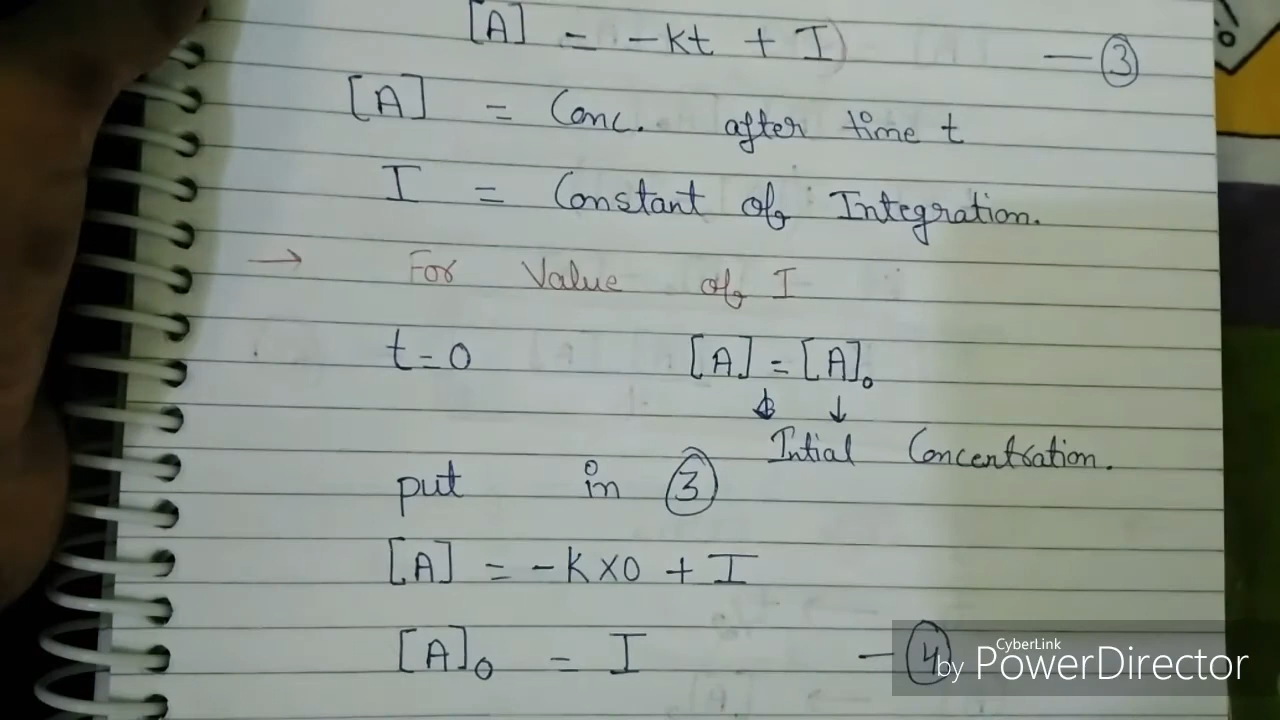 [A] = -Kt + I — ③
[A] = Conc. after time t
I = Constant of Integration.
→ For Value of I
t=0 [A] = [A]₀
↓ ↓
Intial Concentration.
put in ③
[A] = -K×0 + I
[A]₀ = I — ④
CyberLink
by PowerDirector